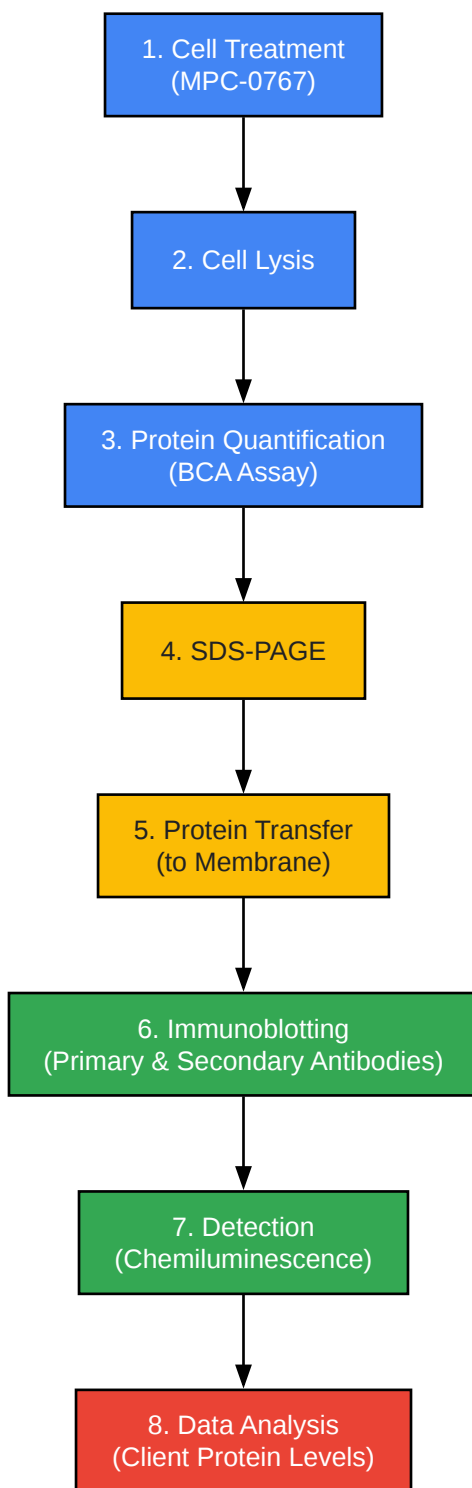 1. Cell Treatment
(MPC-0767)
2. Cell Lysis
3. Protein Quantification
(BCA Assay)
4. SDS-PAGE
5. Protein Transfer
(to Membrane)
6. Immunoblotting
(Primary & Secondary Antibodies)
7. Detection
(Chemiluminescence)
8. Data Analysis
(Client Protein Levels)